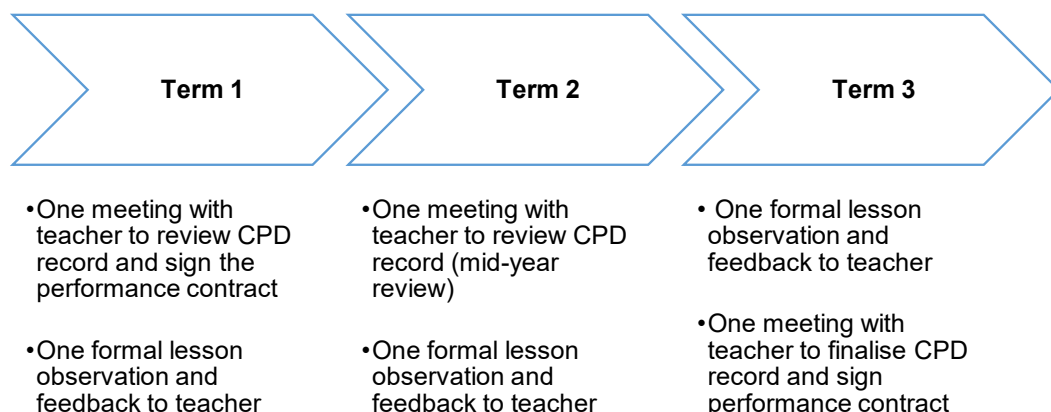 Term 1
Term 2
Term 3
•One meeting with
teacher to review CPD
record and sign the
performance contract
•One formal lesson
observation and
feedback to teacher
•One meeting with
teacher to review CPD
record (mid-year
review)
•One formal lesson
observation and
feedback to teacher
• One formal lesson
observation and
feedback to teacher
•One meeting with
teacher to finalise CPD
record and sign
performance contract